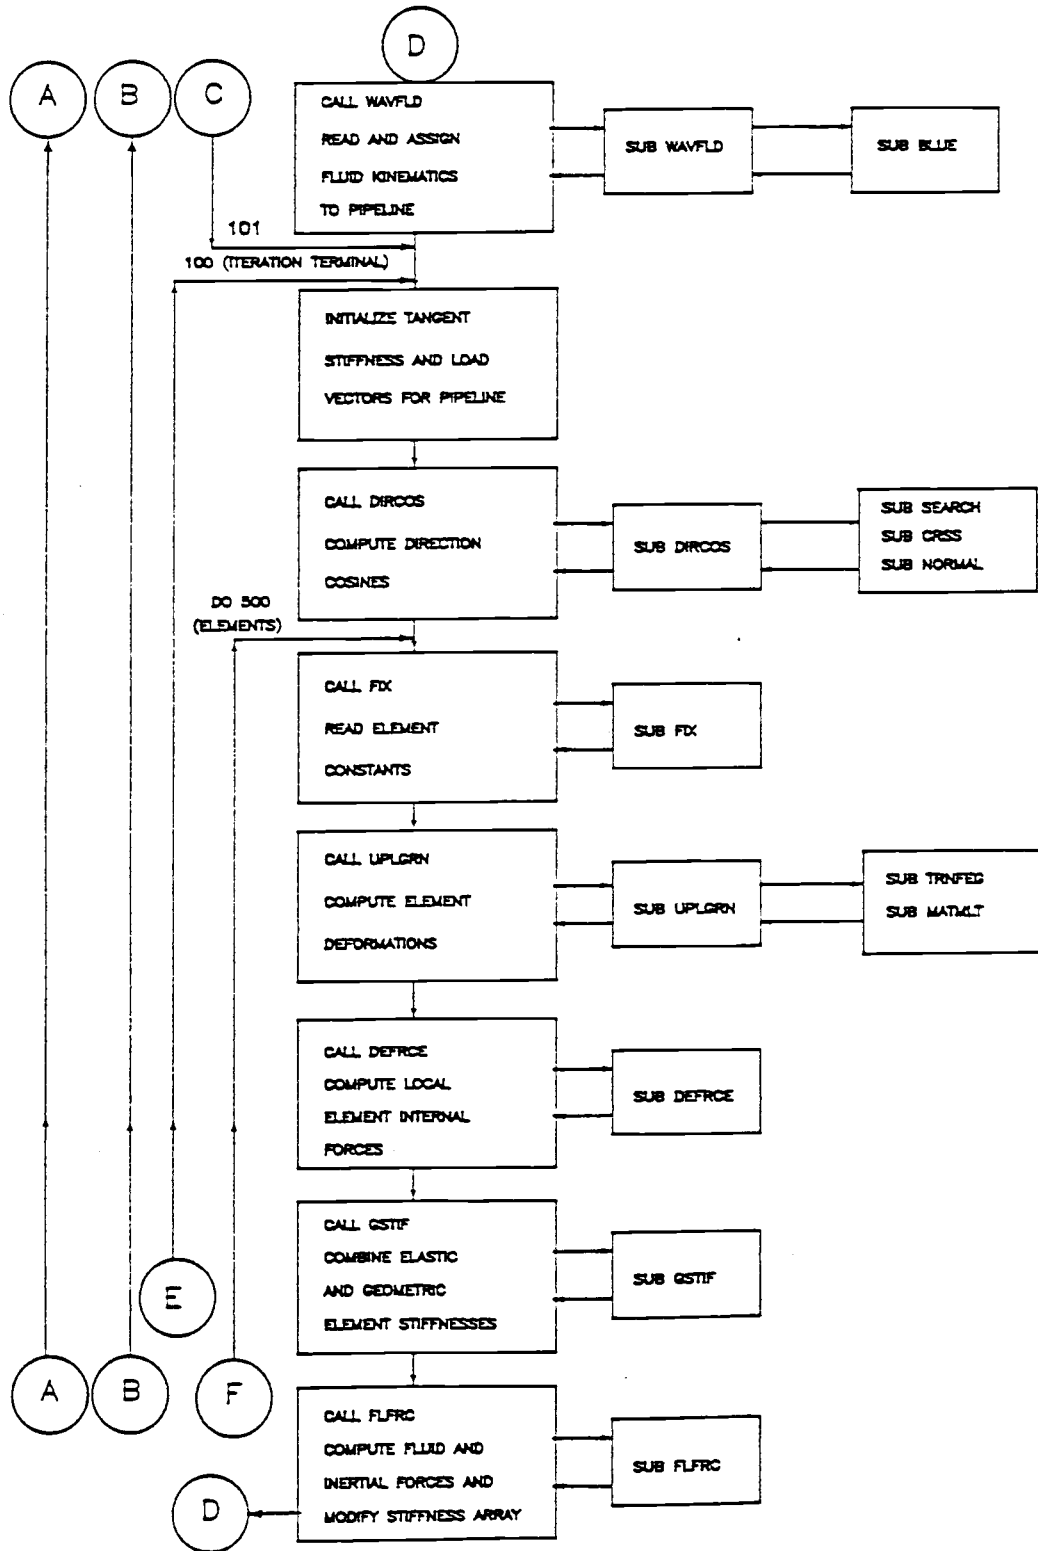 D
A
B
C
CALL WAVFLD
READ AND ASSIGN
FLUID KINEMATICS
TO PIPELINE
SUB WAVFLD
SUB BLUE
101
100 (ITERATION TERMINAL)
INITIALIZE TANGENT
STIFFNESS AND LOAD
VECTORS FOR PIPELINE
CALL DIRCOS
COMPUTE DIRECTION
COSINES
SUB DIRCOS
SUB SEARCH
SUB CRSS
SUB NORMAL
DO 500
(ELEMENTS)
CALL FIX
READ ELEMENT
CONSTANTS
SUB FIX
CALL UPLGRN
COMPUTE ELEMENT
DEFORMATIONS
SUB UPLGRN
SUB TRNFEG
SUB MATMLT
CALL DEFRCE
COMPUTE LOCAL
ELEMENT INTERNAL
FORCES
SUB DEFRCE
CALL GSTIF
COMBINE ELASTIC
AND GEOMETRIC
ELEMENT STIFFNESSES
SUB GSTIF
E
A
B
F
CALL FLFRC
COMPUTE FLUID AND
INERTIAL FORCES AND
MODIFY STIFFNESS ARRAY
SUB FLFRC
D